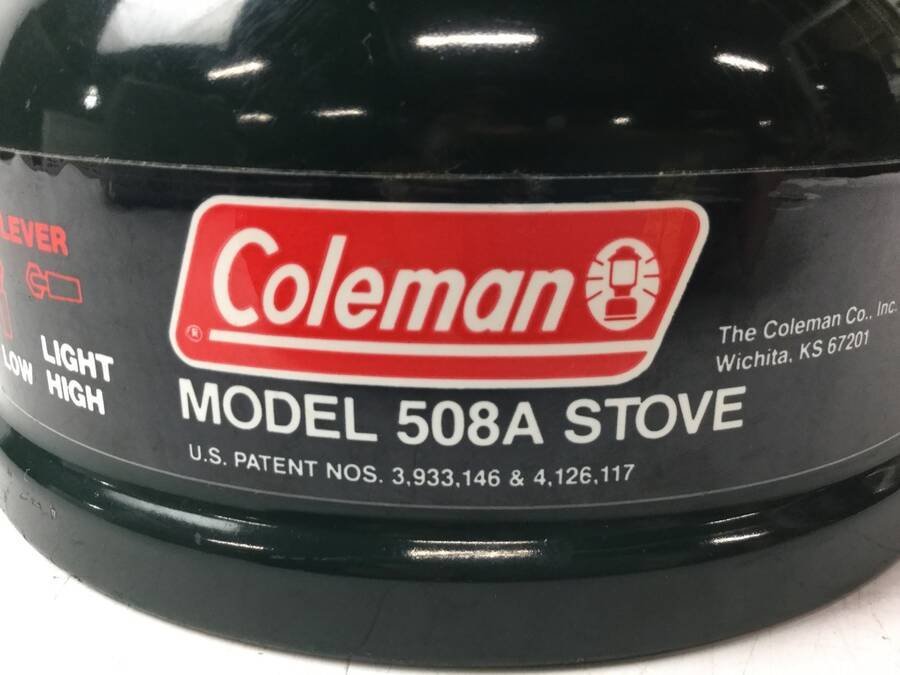 LEVER
LOW LIGHT
HIGH
Coleman
®
The Coleman Co., Inc.
Wichita, KS 67201
MODEL 508A STOVE
U.S. PATENT NOS. 3,933,146 & 4,126,117